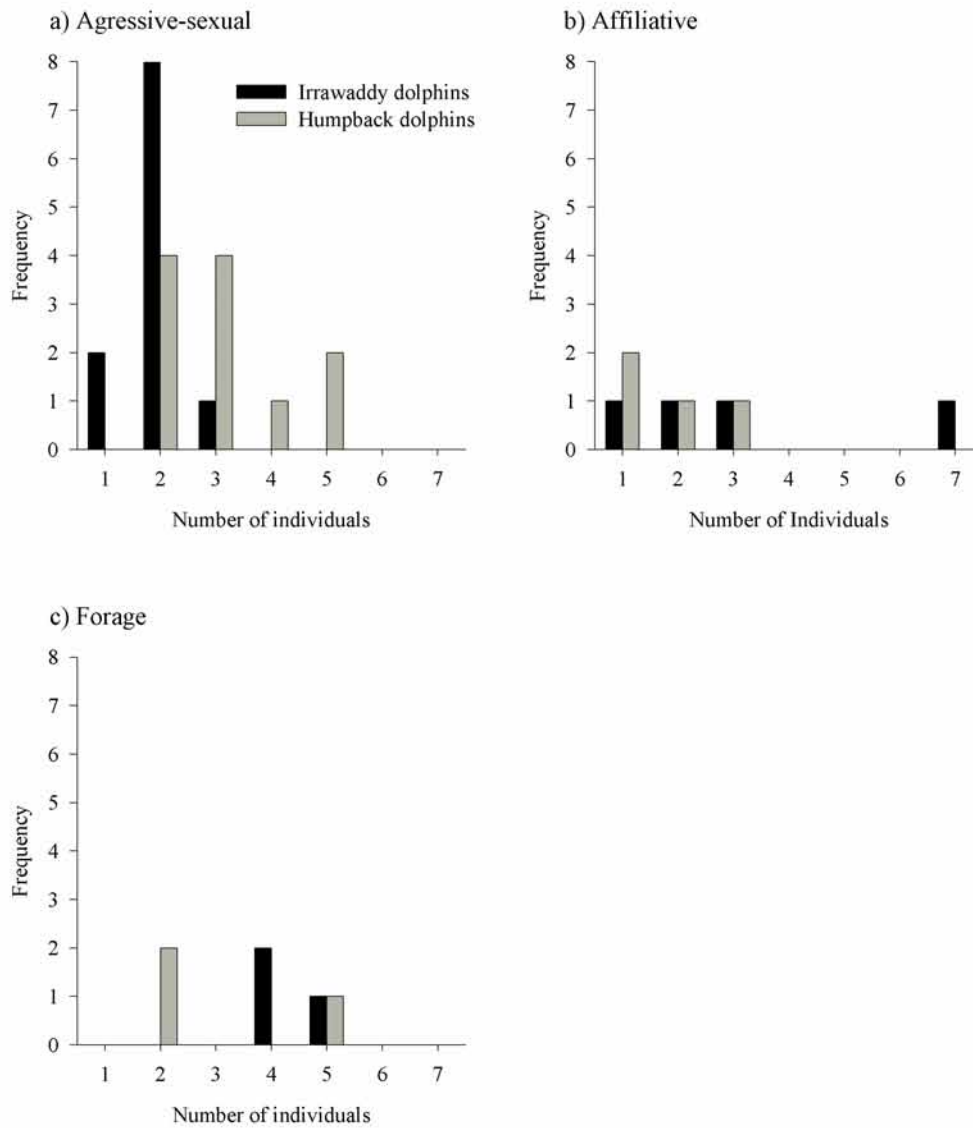 a) Agressive-sexual
8
7
6
5
4
3
2
1
0
Frequency
Irrawaddy dolphins
Humpback dolphins
1 2 3 4 5 6 7
Number of individuals
b) Affiliative
8
7
6
5
4
3
2
1
0
Frequency
1 2 3 4 5 6 7
Number of Individuals
c) Forage
8
7
6
5
4
3
2
1
0
Frequency
1 2 3 4 5 6 7
Number of individuals